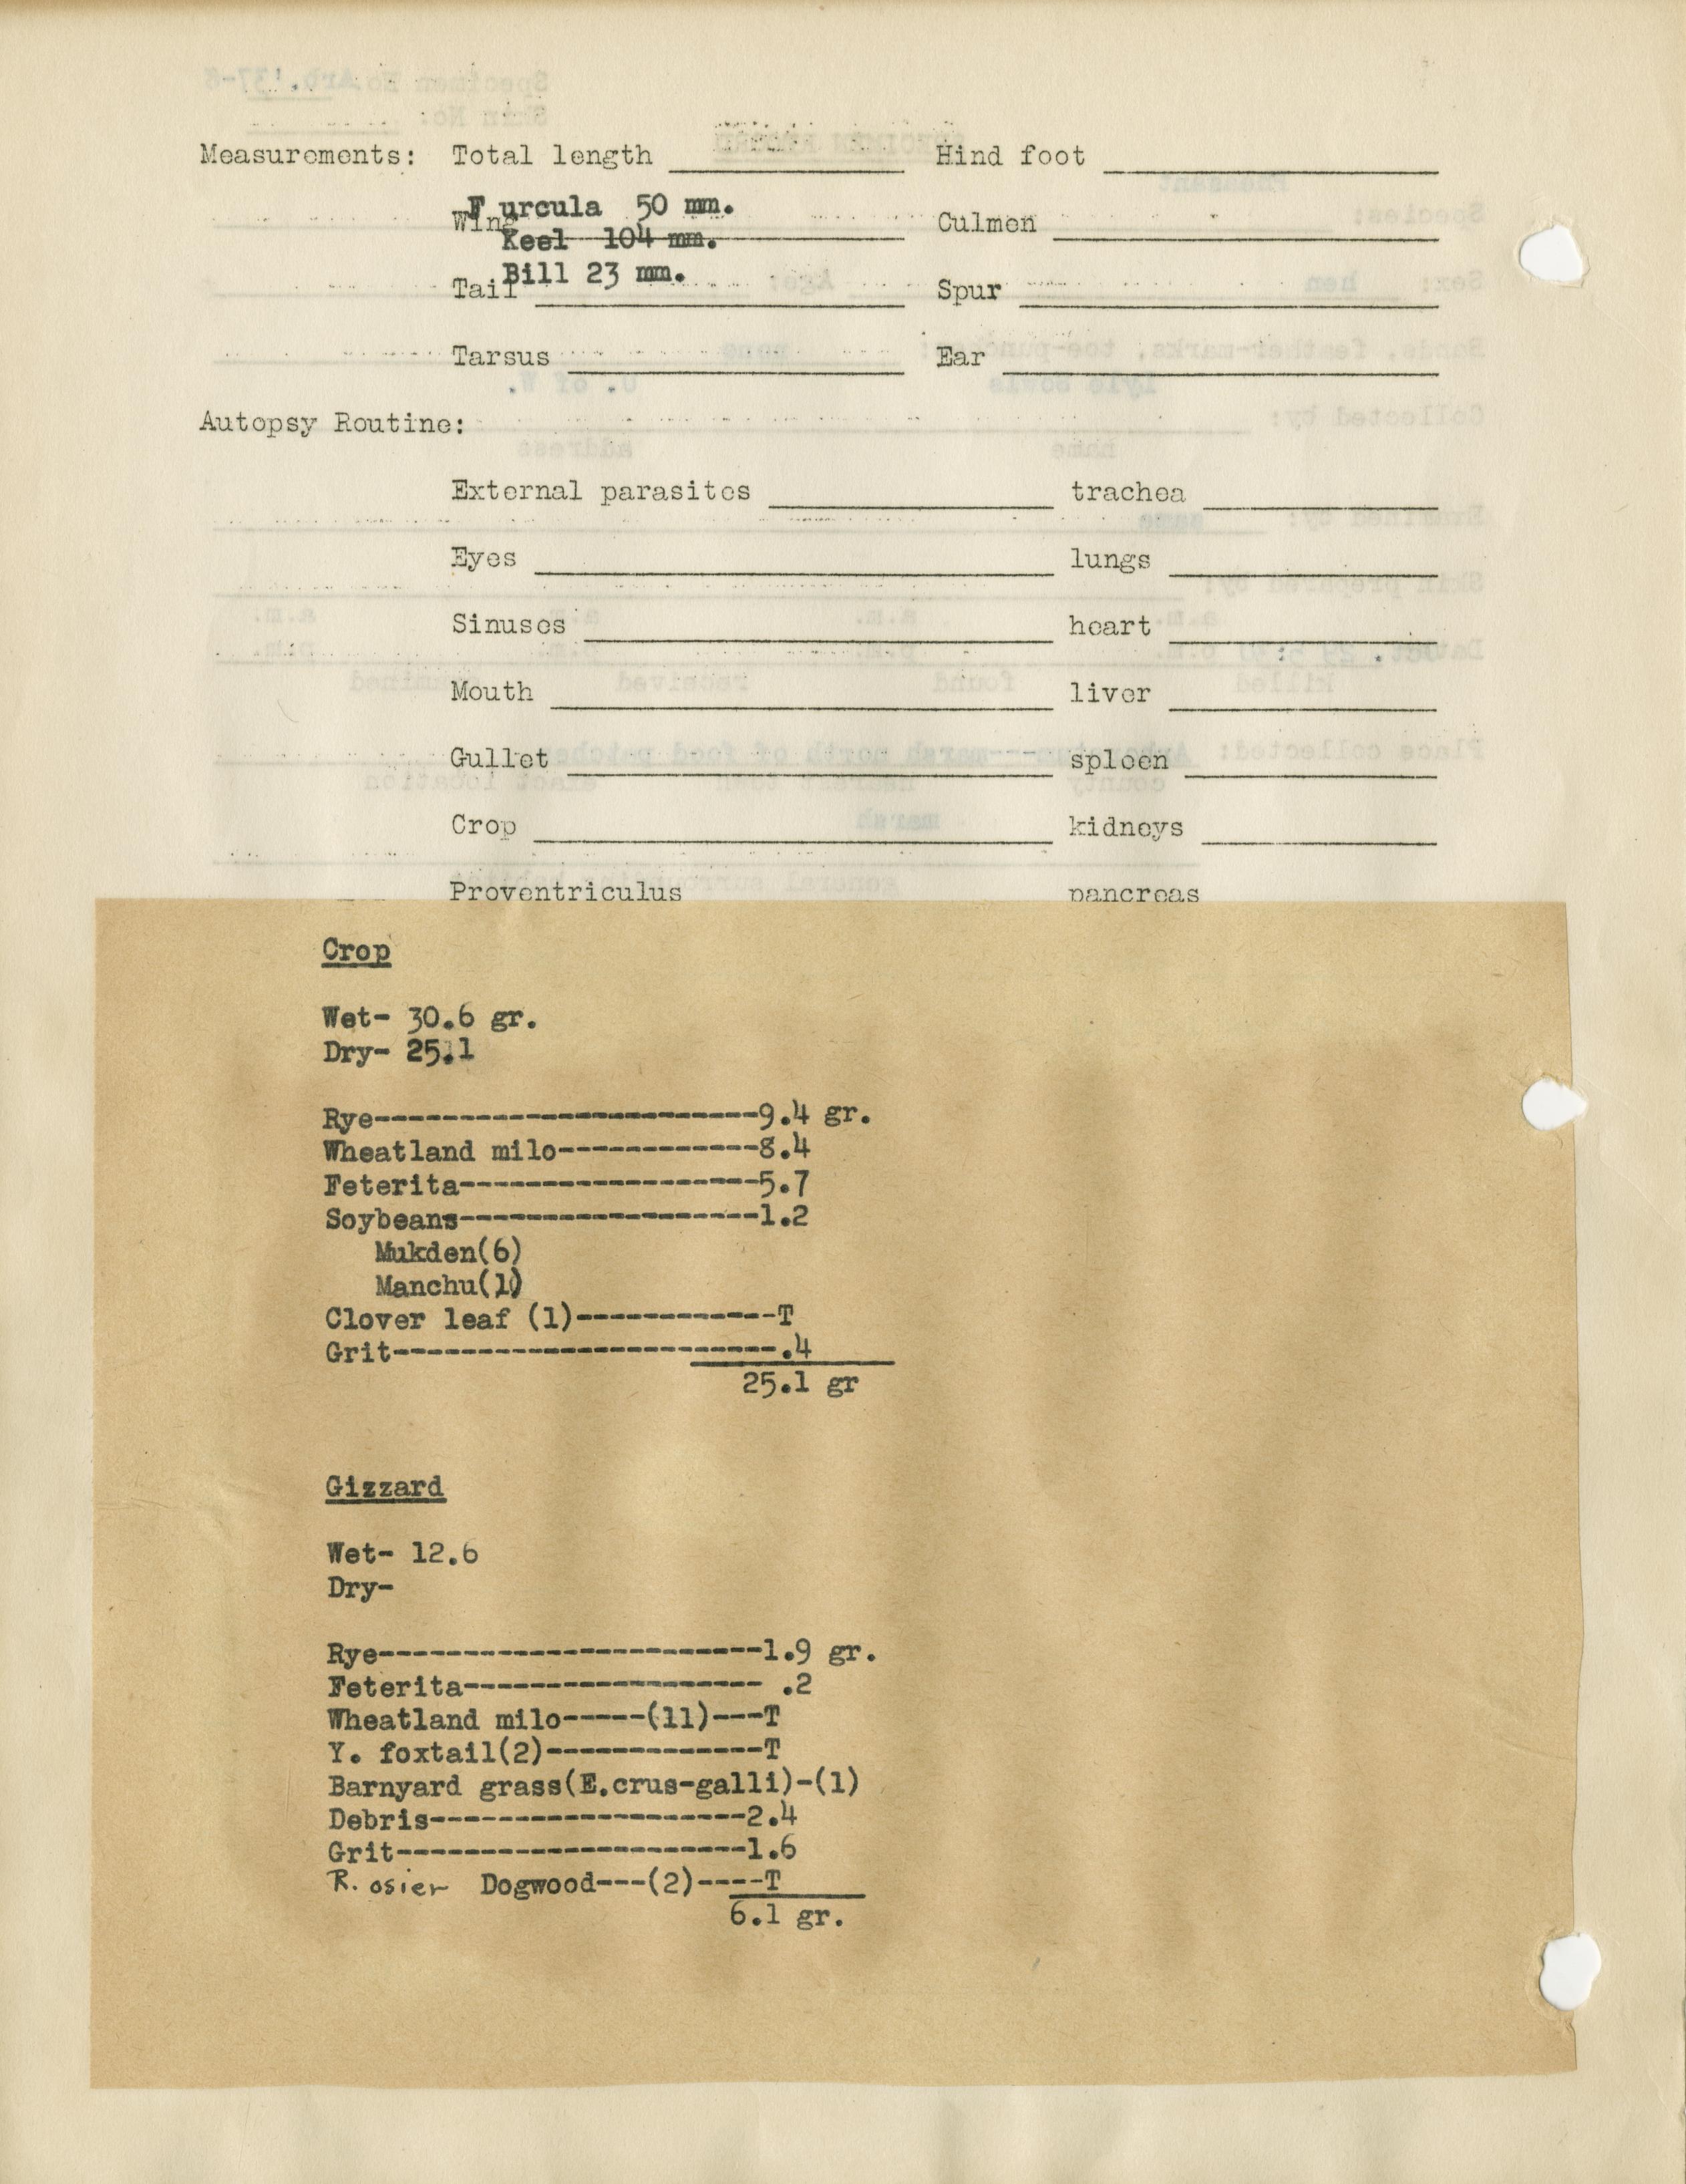 Measurements: Total length Hind foot
Furcula 50 mm.
Wing Culmen
Keel 104 mm.
Bill 23 mm.
Tail Spur
Tarsus Ear
Autopsy Routine:
External parasites trachea
Eyes lungs
Sinuses heart
Mouth liver
Gullet spleen
Crop kidneys
Proventriculus pancreas
Crop
Wet- 30.6 gr.
Dry- 25.1
Rye-----------------------9.4 gr.
Wheatland milo------------8.4
Feterita------------------5.7
Soybeans------------------1.2
Mukden(6)
Manchu(1)
Clover leaf (1)------------T
Grit-----------------------.4
25.1 gr
Gizzard
Wet- 12.6
Dry-
Rye-----------------------1.9 gr.
Feterita------------------ .2
Wheatland milo-----(11)---T
Y. foxtail(2)-------------T
Barnyard grass(E.crus-galli)-(1)
Debris-------------------2.4
Grit---------------------1.6
R. osier Dogwood---(2)----T
6.1 gr.